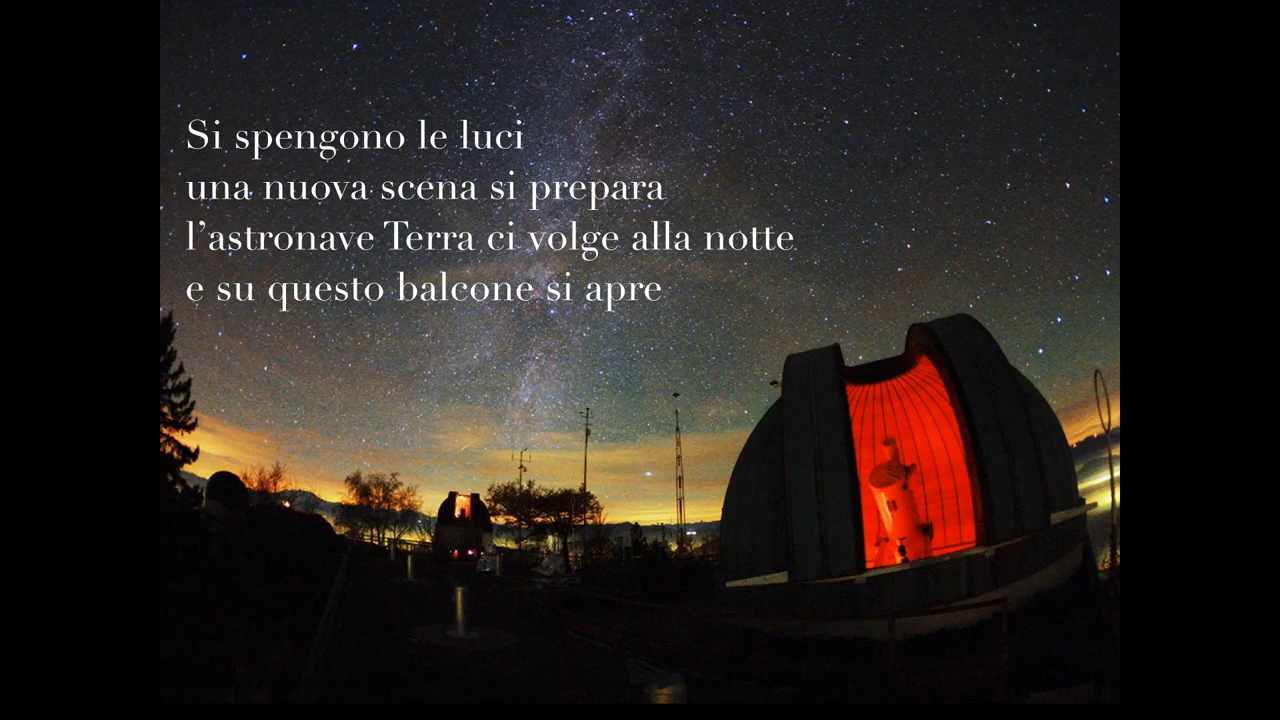 Si spengono le luci
una nuova scena si prepara
l’astronave Terra ci volge alla notte
e su questo balcone si apre